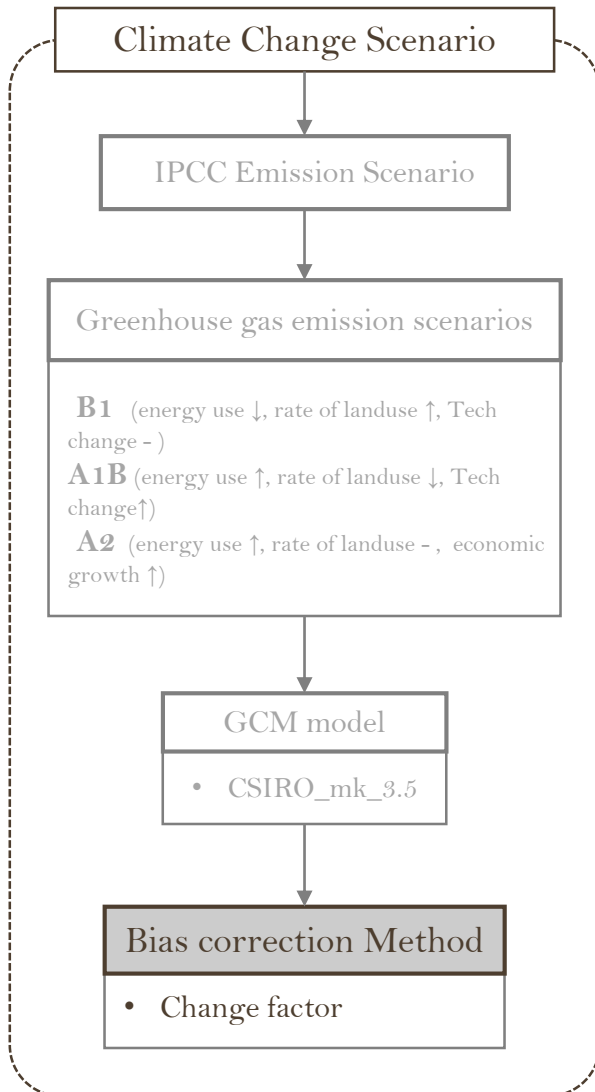 Climate Change Scenario
IPCC Emission Scenario
Greenhouse gas emission scenarios
B1 (energy use ↓, rate of landuse ↑, Tech
change - )
A1B (energy use ↑, rate of landuse ↓, Tech
change↑)
A2 (energy use ↑, rate of landuse - , economic
growth ↑)
GCM model
• CSIRO_mk_3.5
Bias correction Method
• Change factor